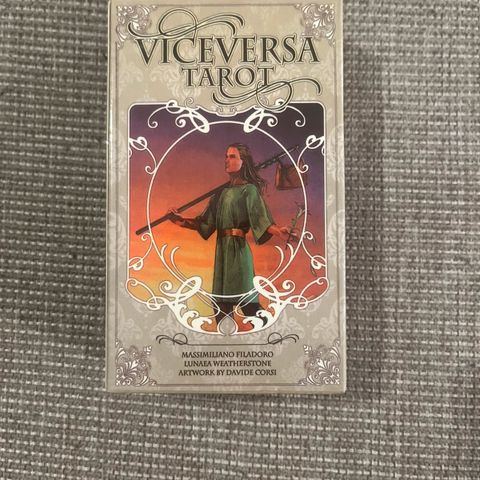 VICEVERSA
TAROT
MASSIMILIANO FILADORO
LUNAEA WEATHERSTONE
ARTWORK BY DAVIDE CORSI